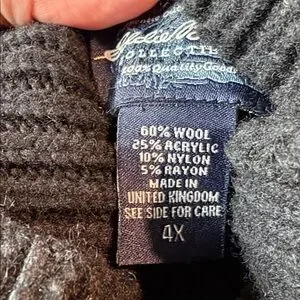 COLLECTIO
100% Quality Goods
60% WOOL
25% ACRYLIC
10% NYLON
5% RAYON
MADE IN
UNITED KINGDOM
SEE SIDE FOR CARE
4X